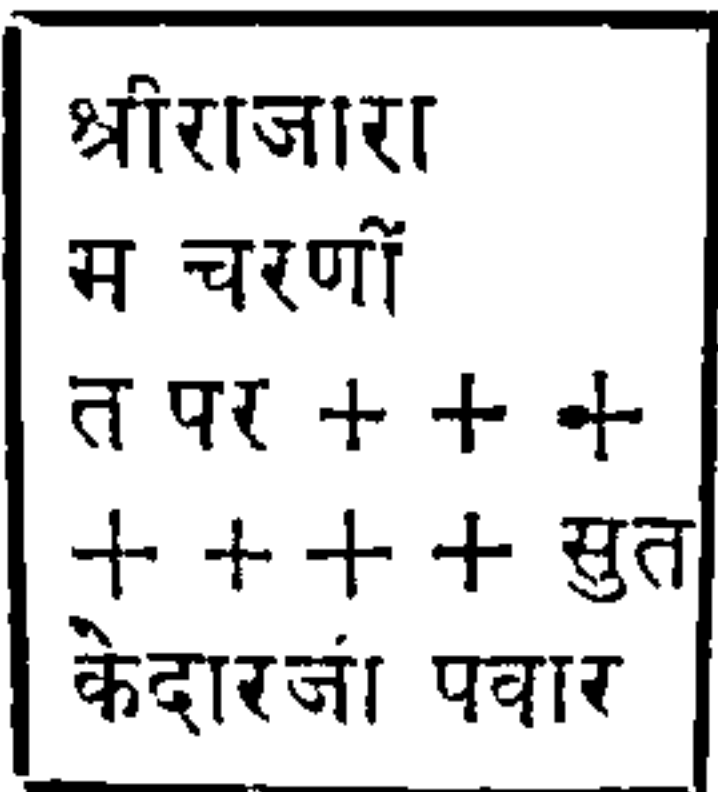 श्रीराजारा
म चरणीं
त पर + + +
+ + + + सुत
केदारजी पवार